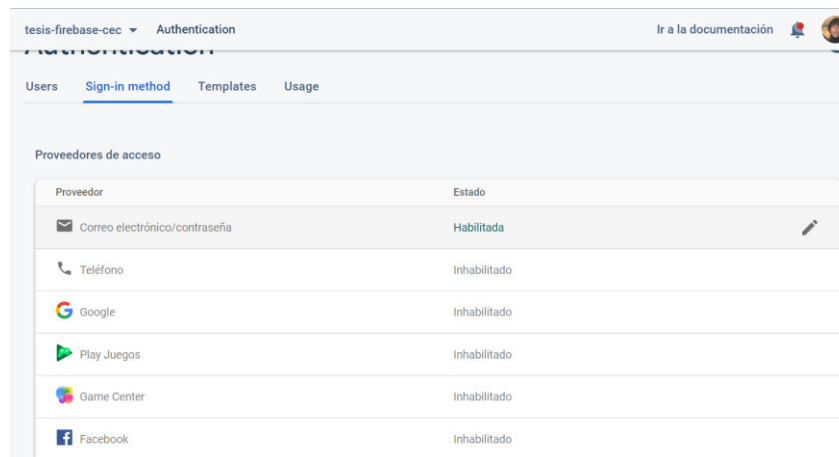 tesis-firebase-cec Authentication Ir a la documentación
Authentication
Users Sign-in method Templates Usage
Proveedores de acceso
Proveedor Estado
Correo electrónico/contraseña Habilitada
Teléfono Inhabilitado
Google Inhabilitado
Play Juegos Inhabilitado
Game Center Inhabilitado
Facebook Inhabilitado